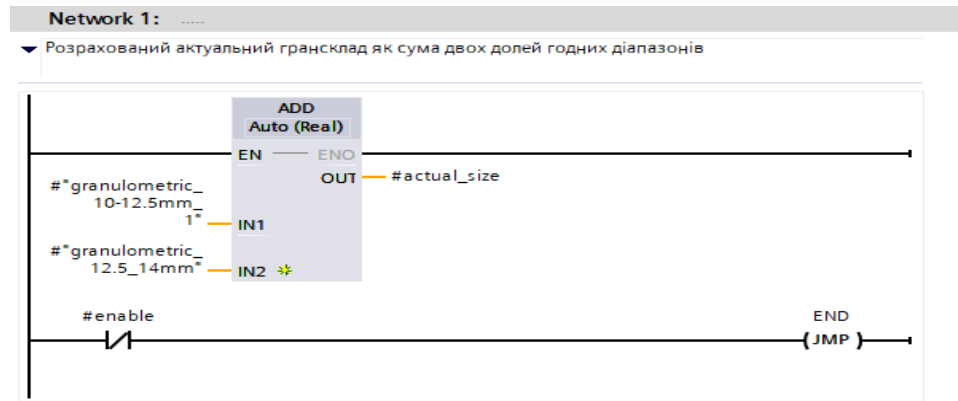 Network 1: .....
Розрахований актуальний гранcклад як сума двох долей годних діапазонів
ADD
Auto (Real)
EN ENO
OUT #actual_size
#"granulometric_
10-12.5mm_
1" IN1
#"granulometric_
12.5_14mm" IN2
#enable END
JMP